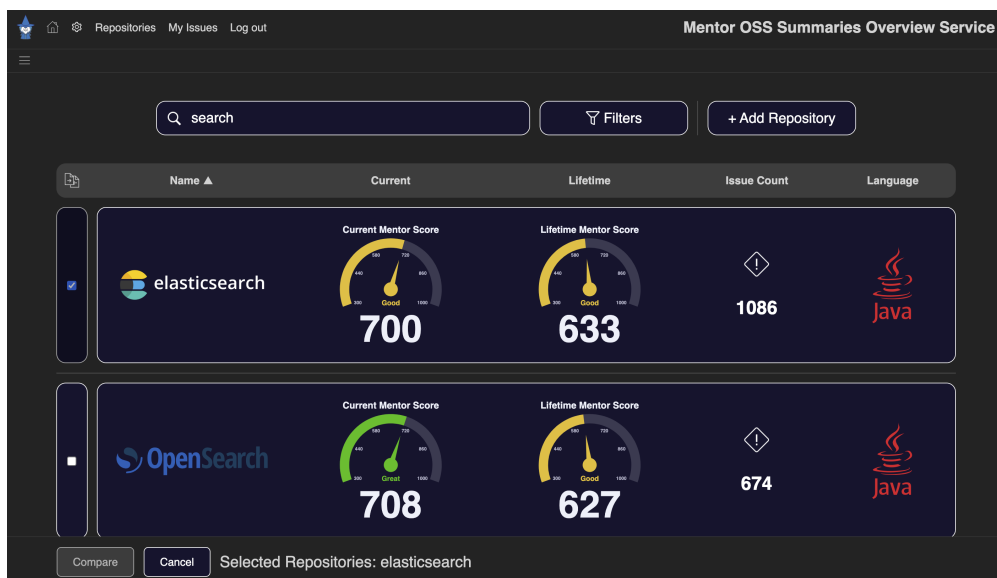 Repositories My Issues Log out
Mentor OSS Summaries Overview Service
search
Filters
+ Add Repository
Name ▲ Current Lifetime Issue Count Language
elasticsearch
Current Mentor Score
300 440 580 720 860 1000
Good
700
Lifetime Mentor Score
300 440 580 720 860 1000
Good
633
1086
Java
OpenSearch
Current Mentor Score
300 440 580 720 860 1000
Great
708
Lifetime Mentor Score
300 440 580 720 860 1000
Good
627
674
Java
Compare
Cancel
Selected Repositories: elasticsearch